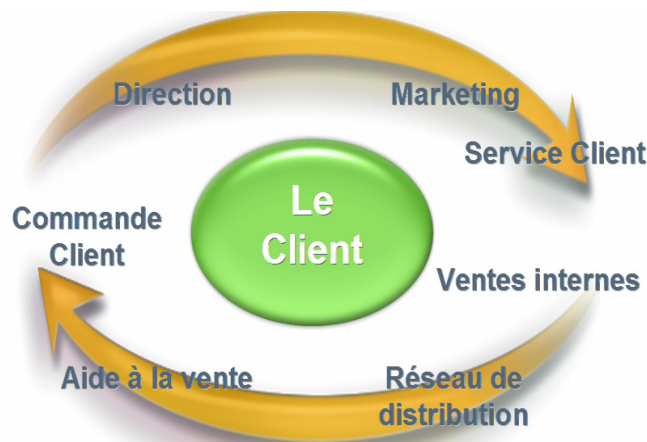 Direction
Marketing
Service Client
Le
Client
Commande
Client
Ventes internes
Aide à la vente
Réseau de
distribution